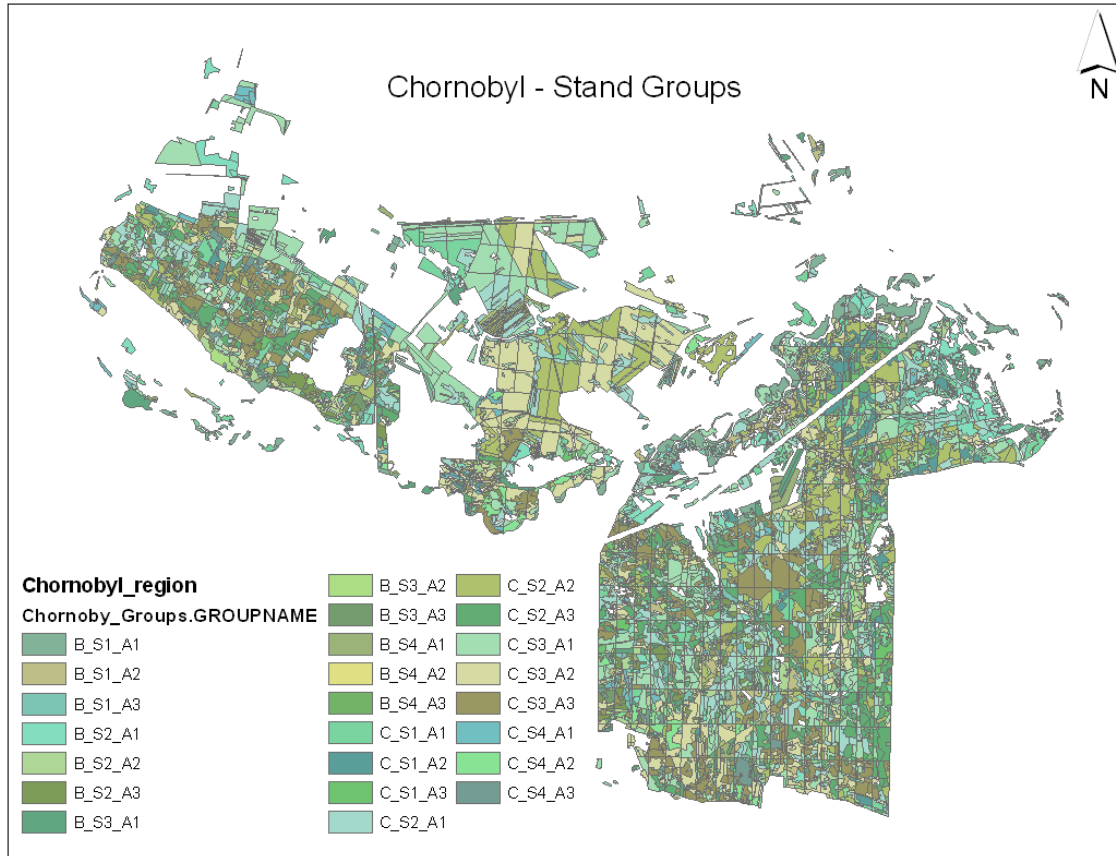 Chornobyl - Stand Groups
N
Chornobyl_region
Chornoby_Groups.GROUPNAME
B_S1_A1
B_S1_A2
B_S1_A3
B_S2_A1
B_S2_A2
B_S2_A3
B_S3_A1
B_S3_A2
B_S3_A3
B_S4_A1
B_S4_A2
B_S4_A3
C_S1_A1
C_S1_A2
C_S1_A3
C_S2_A1
C_S2_A2
C_S2_A3
C_S3_A1
C_S3_A2
C_S3_A3
C_S4_A1
C_S4_A2
C_S4_A3